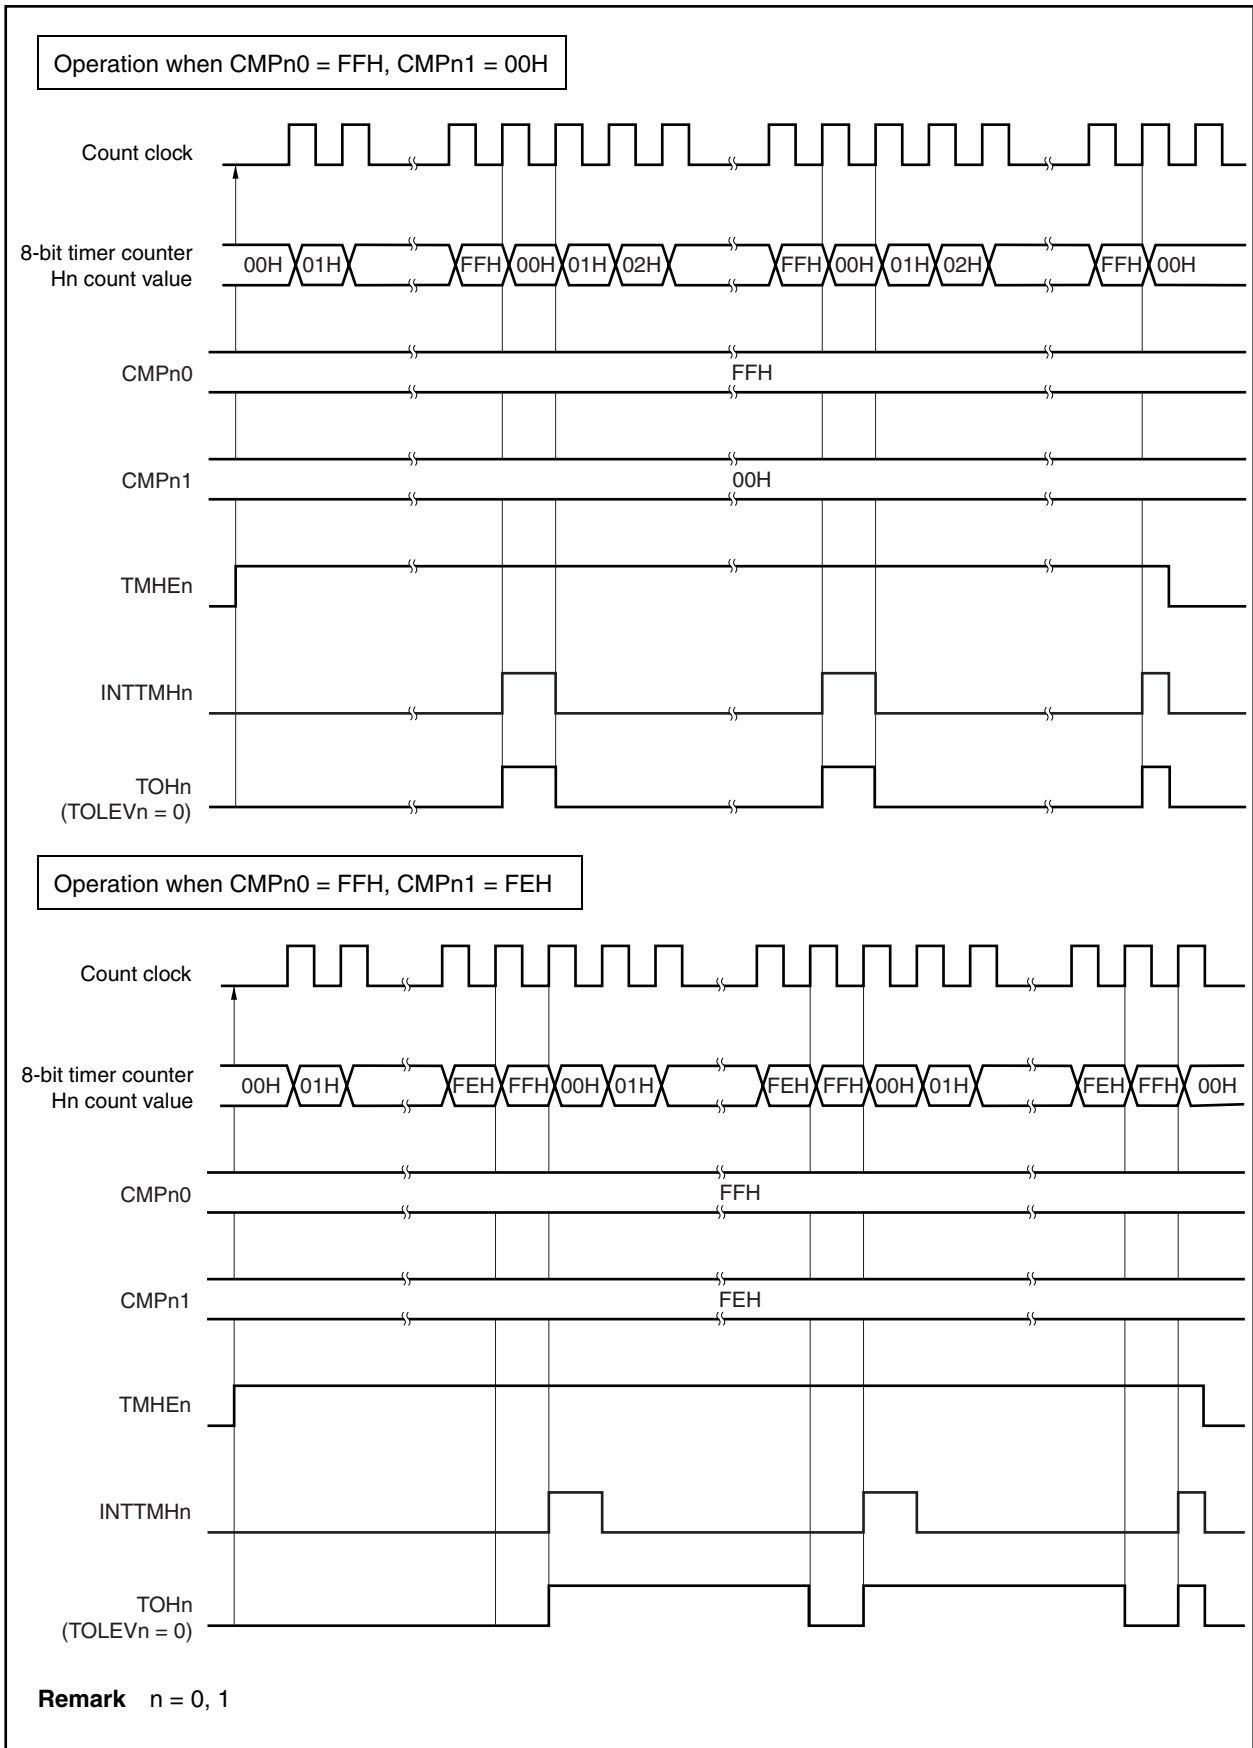 Operation when CMPn0 = FFH, CMPn1 = 00H
Count clock
8-bit timer counter
Hn count value
00H 01H FFH 00H 01H 02H FFH 00H 01H 02H FFH 00H
CMPn0
FFH
CMPn1
00H
TMHEn
INTTMHn
TOHn
(TOLEVn = 0)
Operation when CMPn0 = FFH, CMPn1 = FEH
Count clock
8-bit timer counter
Hn count value
00H 01H FEH FFH 00H 01H FEH FFH 00H 01H FEH FFH 00H
CMPn0
FFH
CMPn1
FEH
TMHEn
INTTMHn
TOHn
(TOLEVn = 0)
Remark n = 0, 1